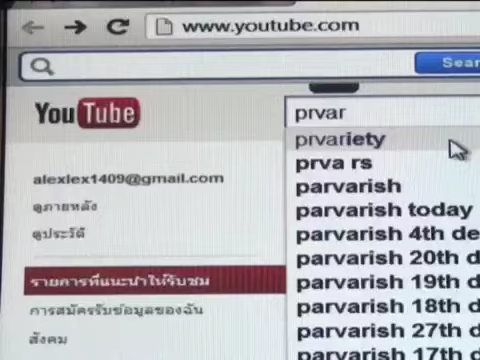 www.youtube.com
Sear
YouTube
prvar
prvariety
prva rs
parvarish
parvarish today
parvarish 4th de
parvarish 20th d
parvarish 19th d
parvarish 18th d
parvarish 27th d
parvarish 17th d
alexlex1409@gmail.com
ดูภายหลัง
ดูประวัติ
รายการที่แนะนำให้รับชม
การสมัครรับข้อมูลของฉัน
สังคม